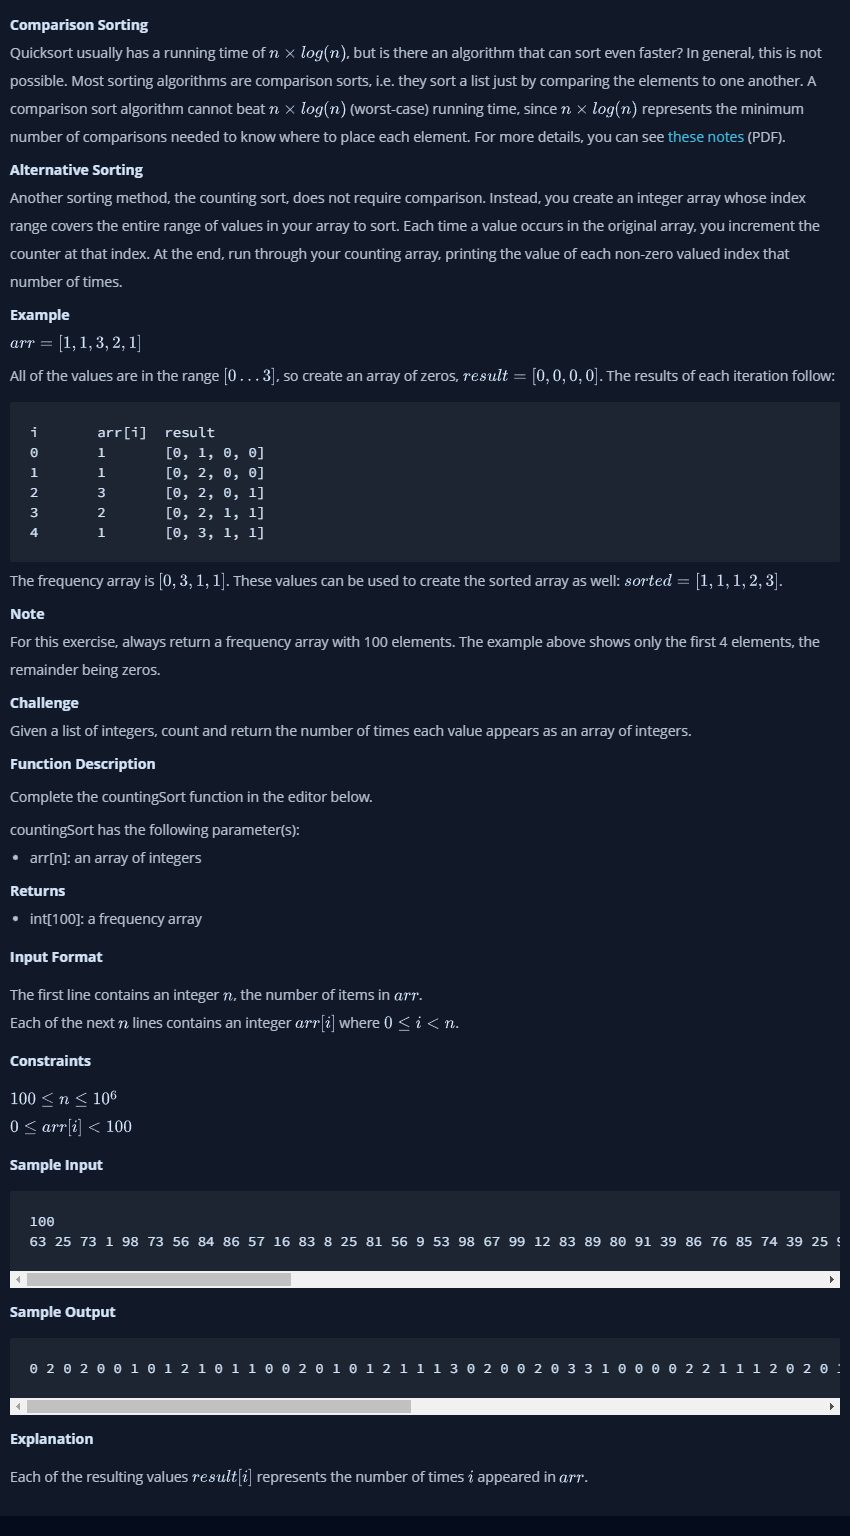 Comparison Sorting
Quicksort usually has a running time of n × log(n), but is there an algorithm that can sort even faster? In general, this is not
possible. Most sorting algorithms are comparison sorts, i.e. they sort a list just by comparing the elements to one another. A
comparison sort algorithm cannot beat n × log(n) (worst-case) running time, since n × log(n) represents the minimum
number of comparisons needed to know where to place each element. For more details, you can see these notes (PDF).
Alternative Sorting
Another sorting method, the counting sort, does not require comparison. Instead, you create an integer array whose index
range covers the entire range of values in your array to sort. Each time a value occurs in the original array, you increment the
counter at that index. At the end, run through your counting array, printing the value of each non-zero valued index that
number of times.
Example
arr = [1, 1, 3, 2, 1]
All of the values are in the range [0 . . . 3], so create an array of zeros, result = [0, 0, 0, 0]. The results of each iteration follow:
i arr[i] result
0 1 [0, 1, 0, 0]
1 1 [0, 2, 0, 0]
2 3 [0, 2, 0, 1]
3 2 [0, 2, 1, 1]
4 1 [0, 3, 1, 1]
The frequency array is [0, 3, 1, 1]. These values can be used to create the sorted array as well: sorted = [1, 1, 1, 2, 3].
Note
For this exercise, always return a frequency array with 100 elements. The example above shows only the first 4 elements, the
remainder being zeros.
Challenge
Given a list of integers, count and return the number of times each value appears as an array of integers.
Function Description
Complete the countingSort function in the editor below.
countingSort has the following parameter(s):
• arr[n]: an array of integers
Returns
• int[100]: a frequency array
Input Format
The first line contains an integer n, the number of items in arr.
Each of the next n lines contains an integer arr[i] where 0 ≤ i < n.
Constraints
100 ≤ n ≤ 10⁶
0 ≤ arr[i] < 100
Sample Input
100
63 25 73 1 98 73 56 84 86 57 16 83 8 25 81 56 9 53 98 67 99 12 83 89 80 91 39 86 76 85 74 39 25
Sample Output
0 2 0 2 0 0 1 0 1 2 1 0 1 1 0 0 2 0 1 0 1 2 1 1 1 3 0 2 0 0 2 0 3 3 1 0 0 0 0 2 2 1 1 1 2 0 2 0
Explanation
Each of the resulting values result[i] represents the number of times i appeared in arr.